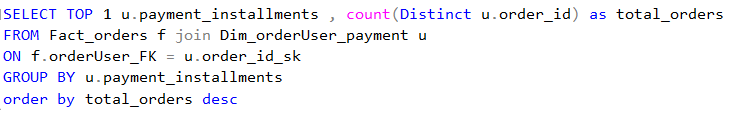 SELECT TOP 1 u.payment_installments , count(Distinct u.order_id) as total_orders
FROM Fact_orders f join Dim_orderUser_payment u
ON f.orderUser_FK = u.order_id_sk
GROUP BY u.payment_installments
order by total_orders desc